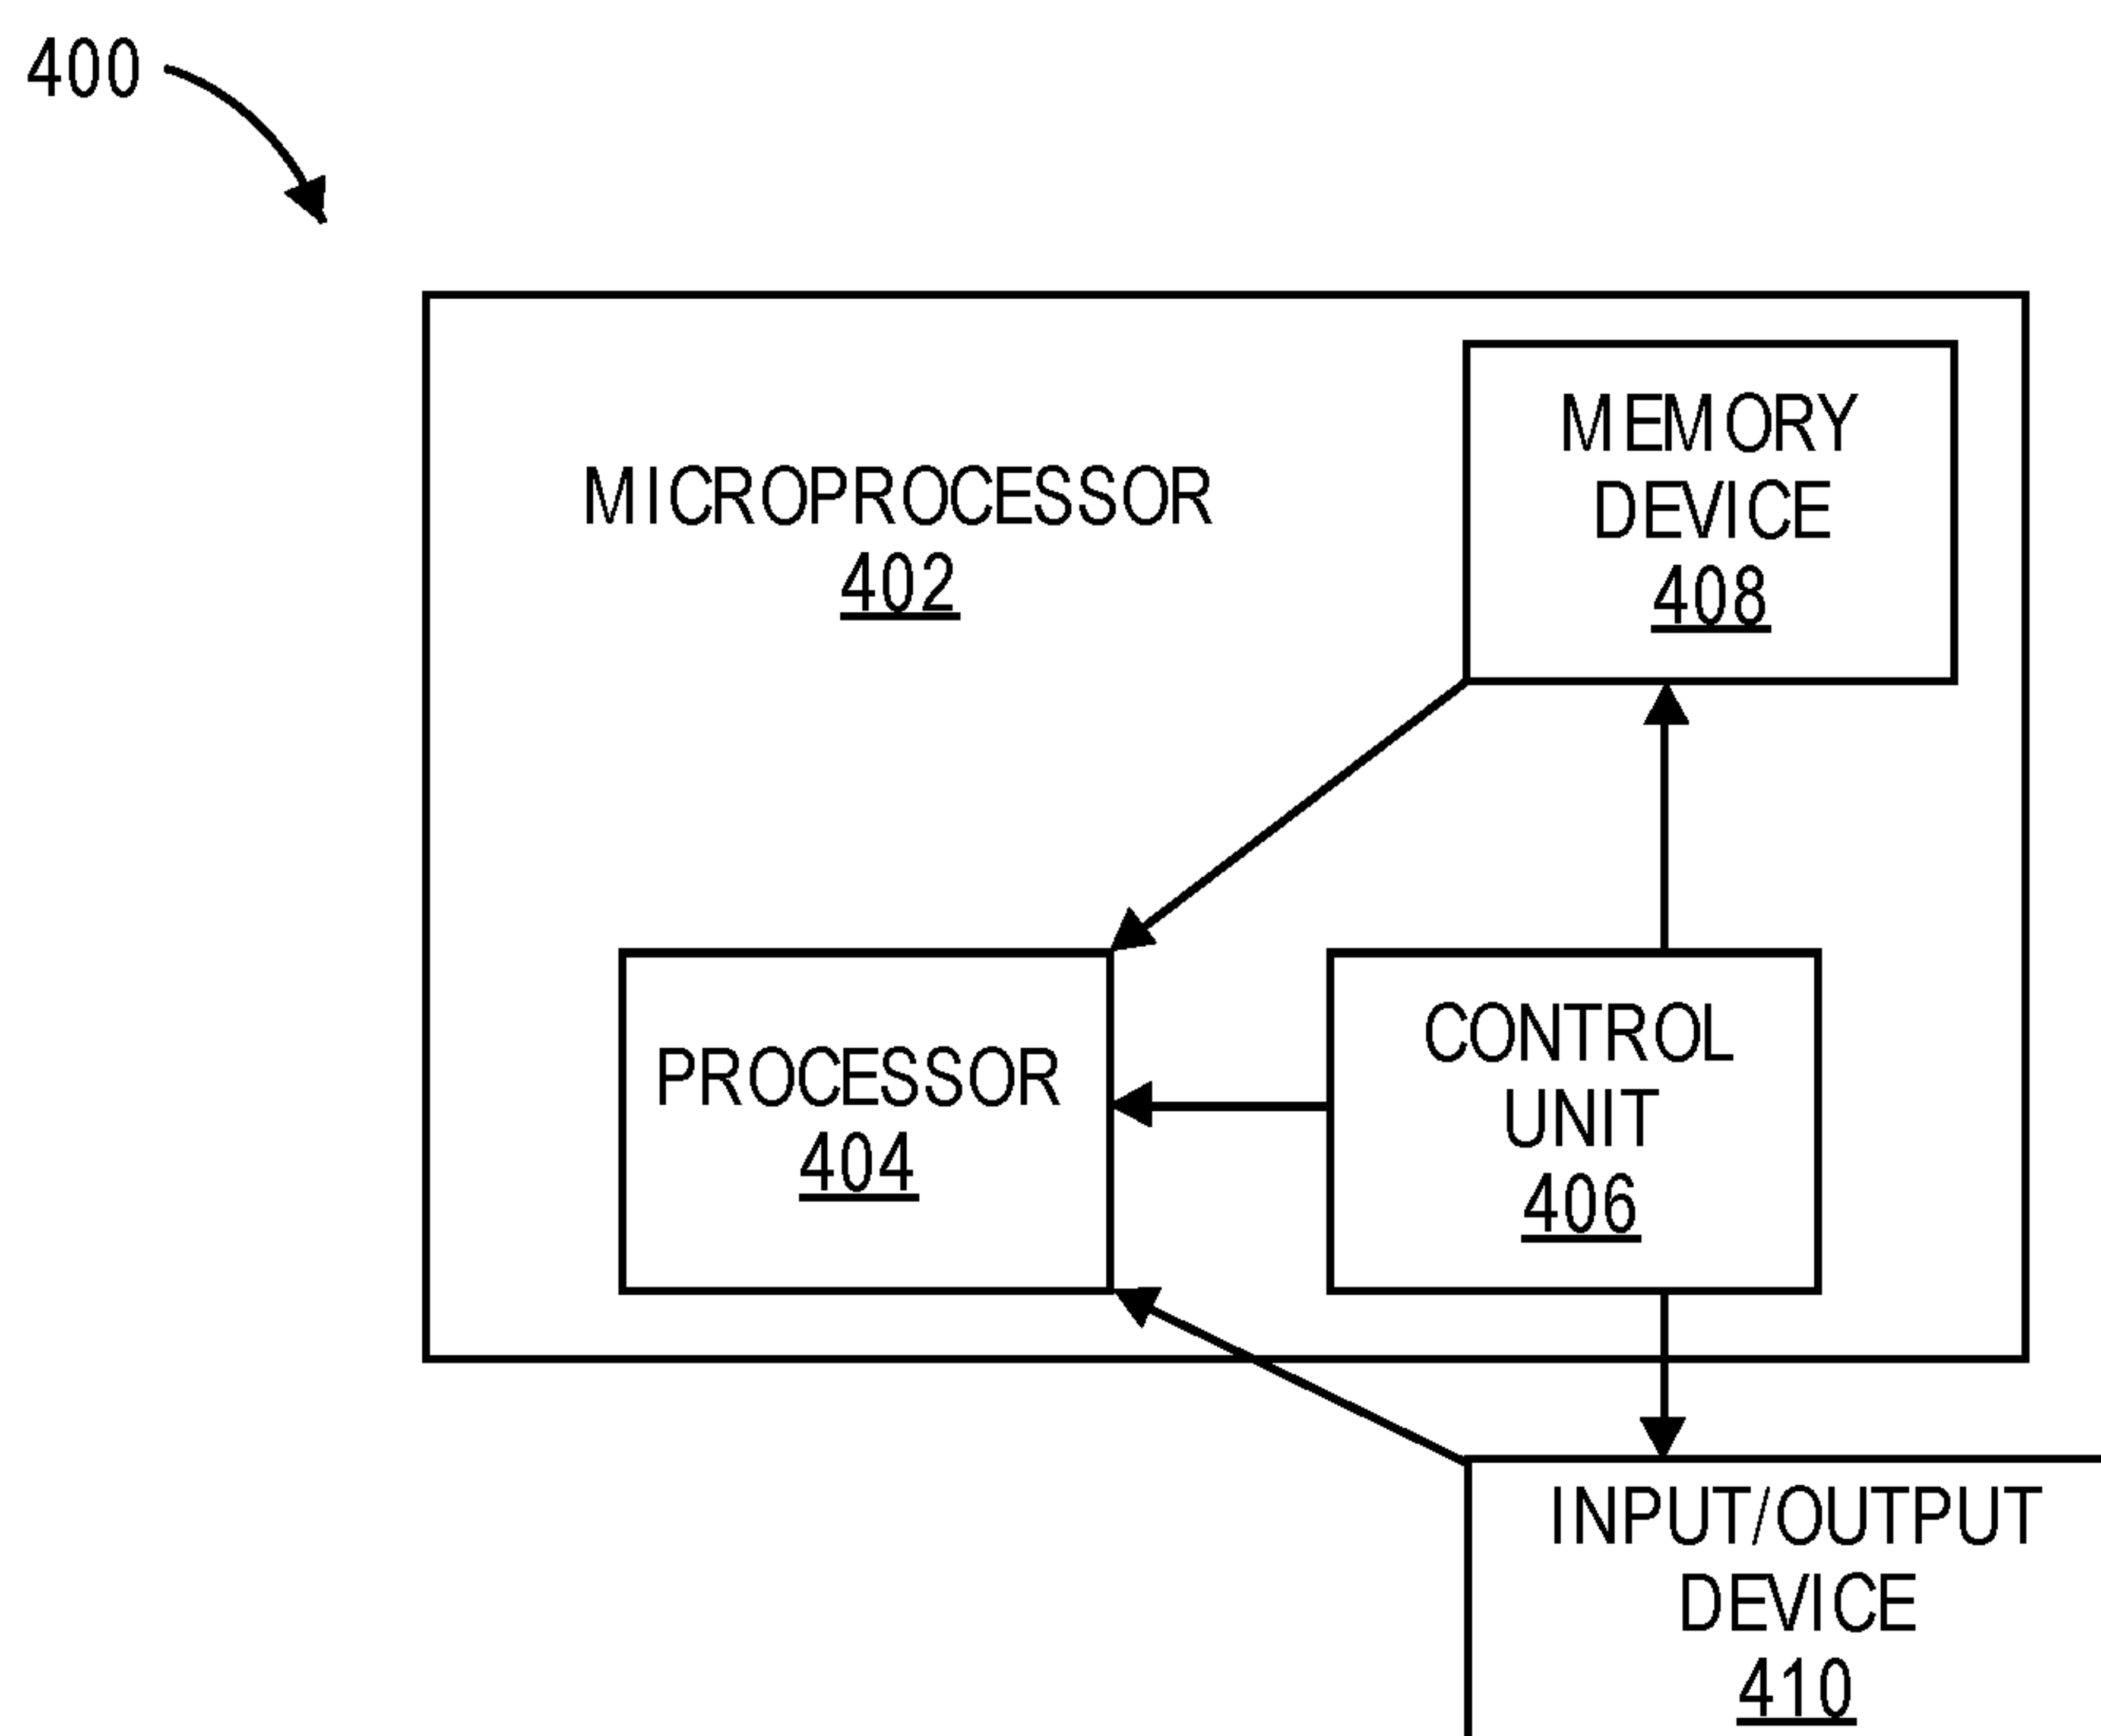 400
MICROPROCESSOR
402
MEMORY
DEVICE
408
PROCESSOR
404
CONTROL
UNIT
406
INPUT/OUTPUT
DEVICE
410